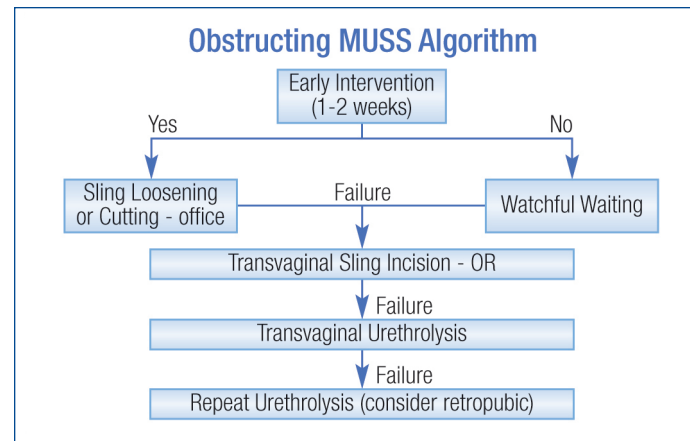 Obstructing MUSS Algorithm
Early Intervention
(1-2 weeks)
Yes
No
Sling Loosening
or Cutting - office
Failure
Watchful Waiting
Transvaginal Sling Incision - OR
Failure
Transvaginal Urethrolysis
Failure
Repeat Urethrolysis (consider retropubic)